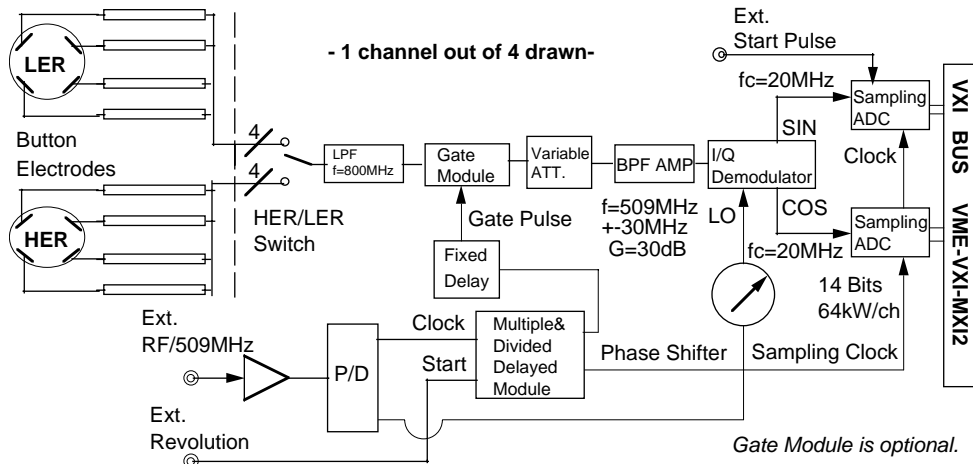 LER
Button
Electrodes
HER
- 1 channel out of 4 drawn-
4
4
HER/LER
Switch
LPF
f=800MHz
Gate
Module
Variable
ATT.
BPF AMP
f=509MHz
+-30MHz
G=30dB
I/Q
Demodulator
LO
SIN
COS
fc=20MHz
fc=20MHz
Ext.
Start Pulse
Sampling
ADC
Clock
Sampling
ADC
14 Bits
64kW/ch
VXI BUS VME-VXI-MXI2
Gate Pulse
Fixed
Delay
Ext.
RF/509MHz
P/D
Clock
Start
Multiple&
Divided
Delayed
Module
Phase Shifter
Sampling Clock
Ext.
Revolution
Gate Module is optional.